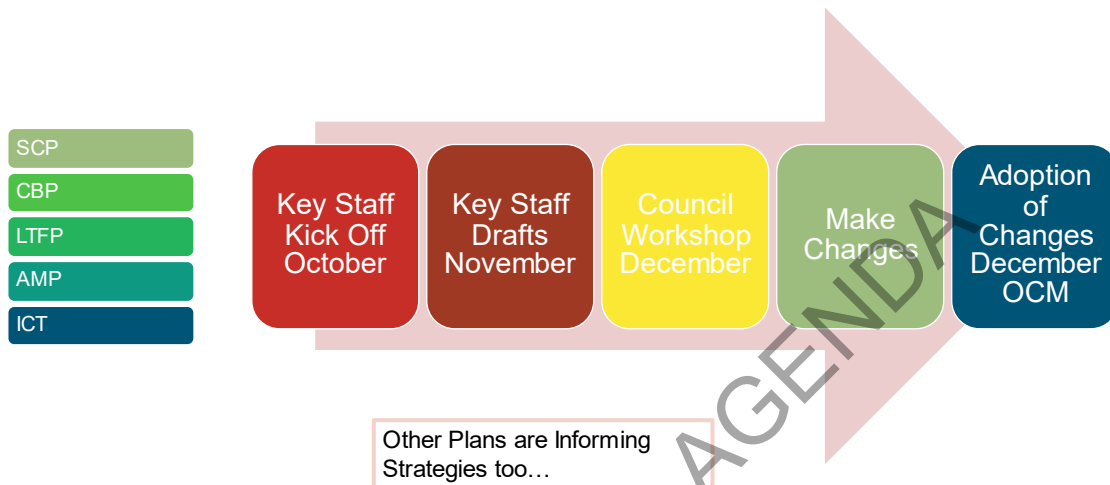 SCP
CBP
LTFP
AMP
ICT
Key Staff
Kick Off
October
Key Staff
Drafts
November
Council
Workshop
December
Make
Changes
Adoption
of
Changes
December
OCM
Other Plans are Informing
Strategies too…
AGENDA